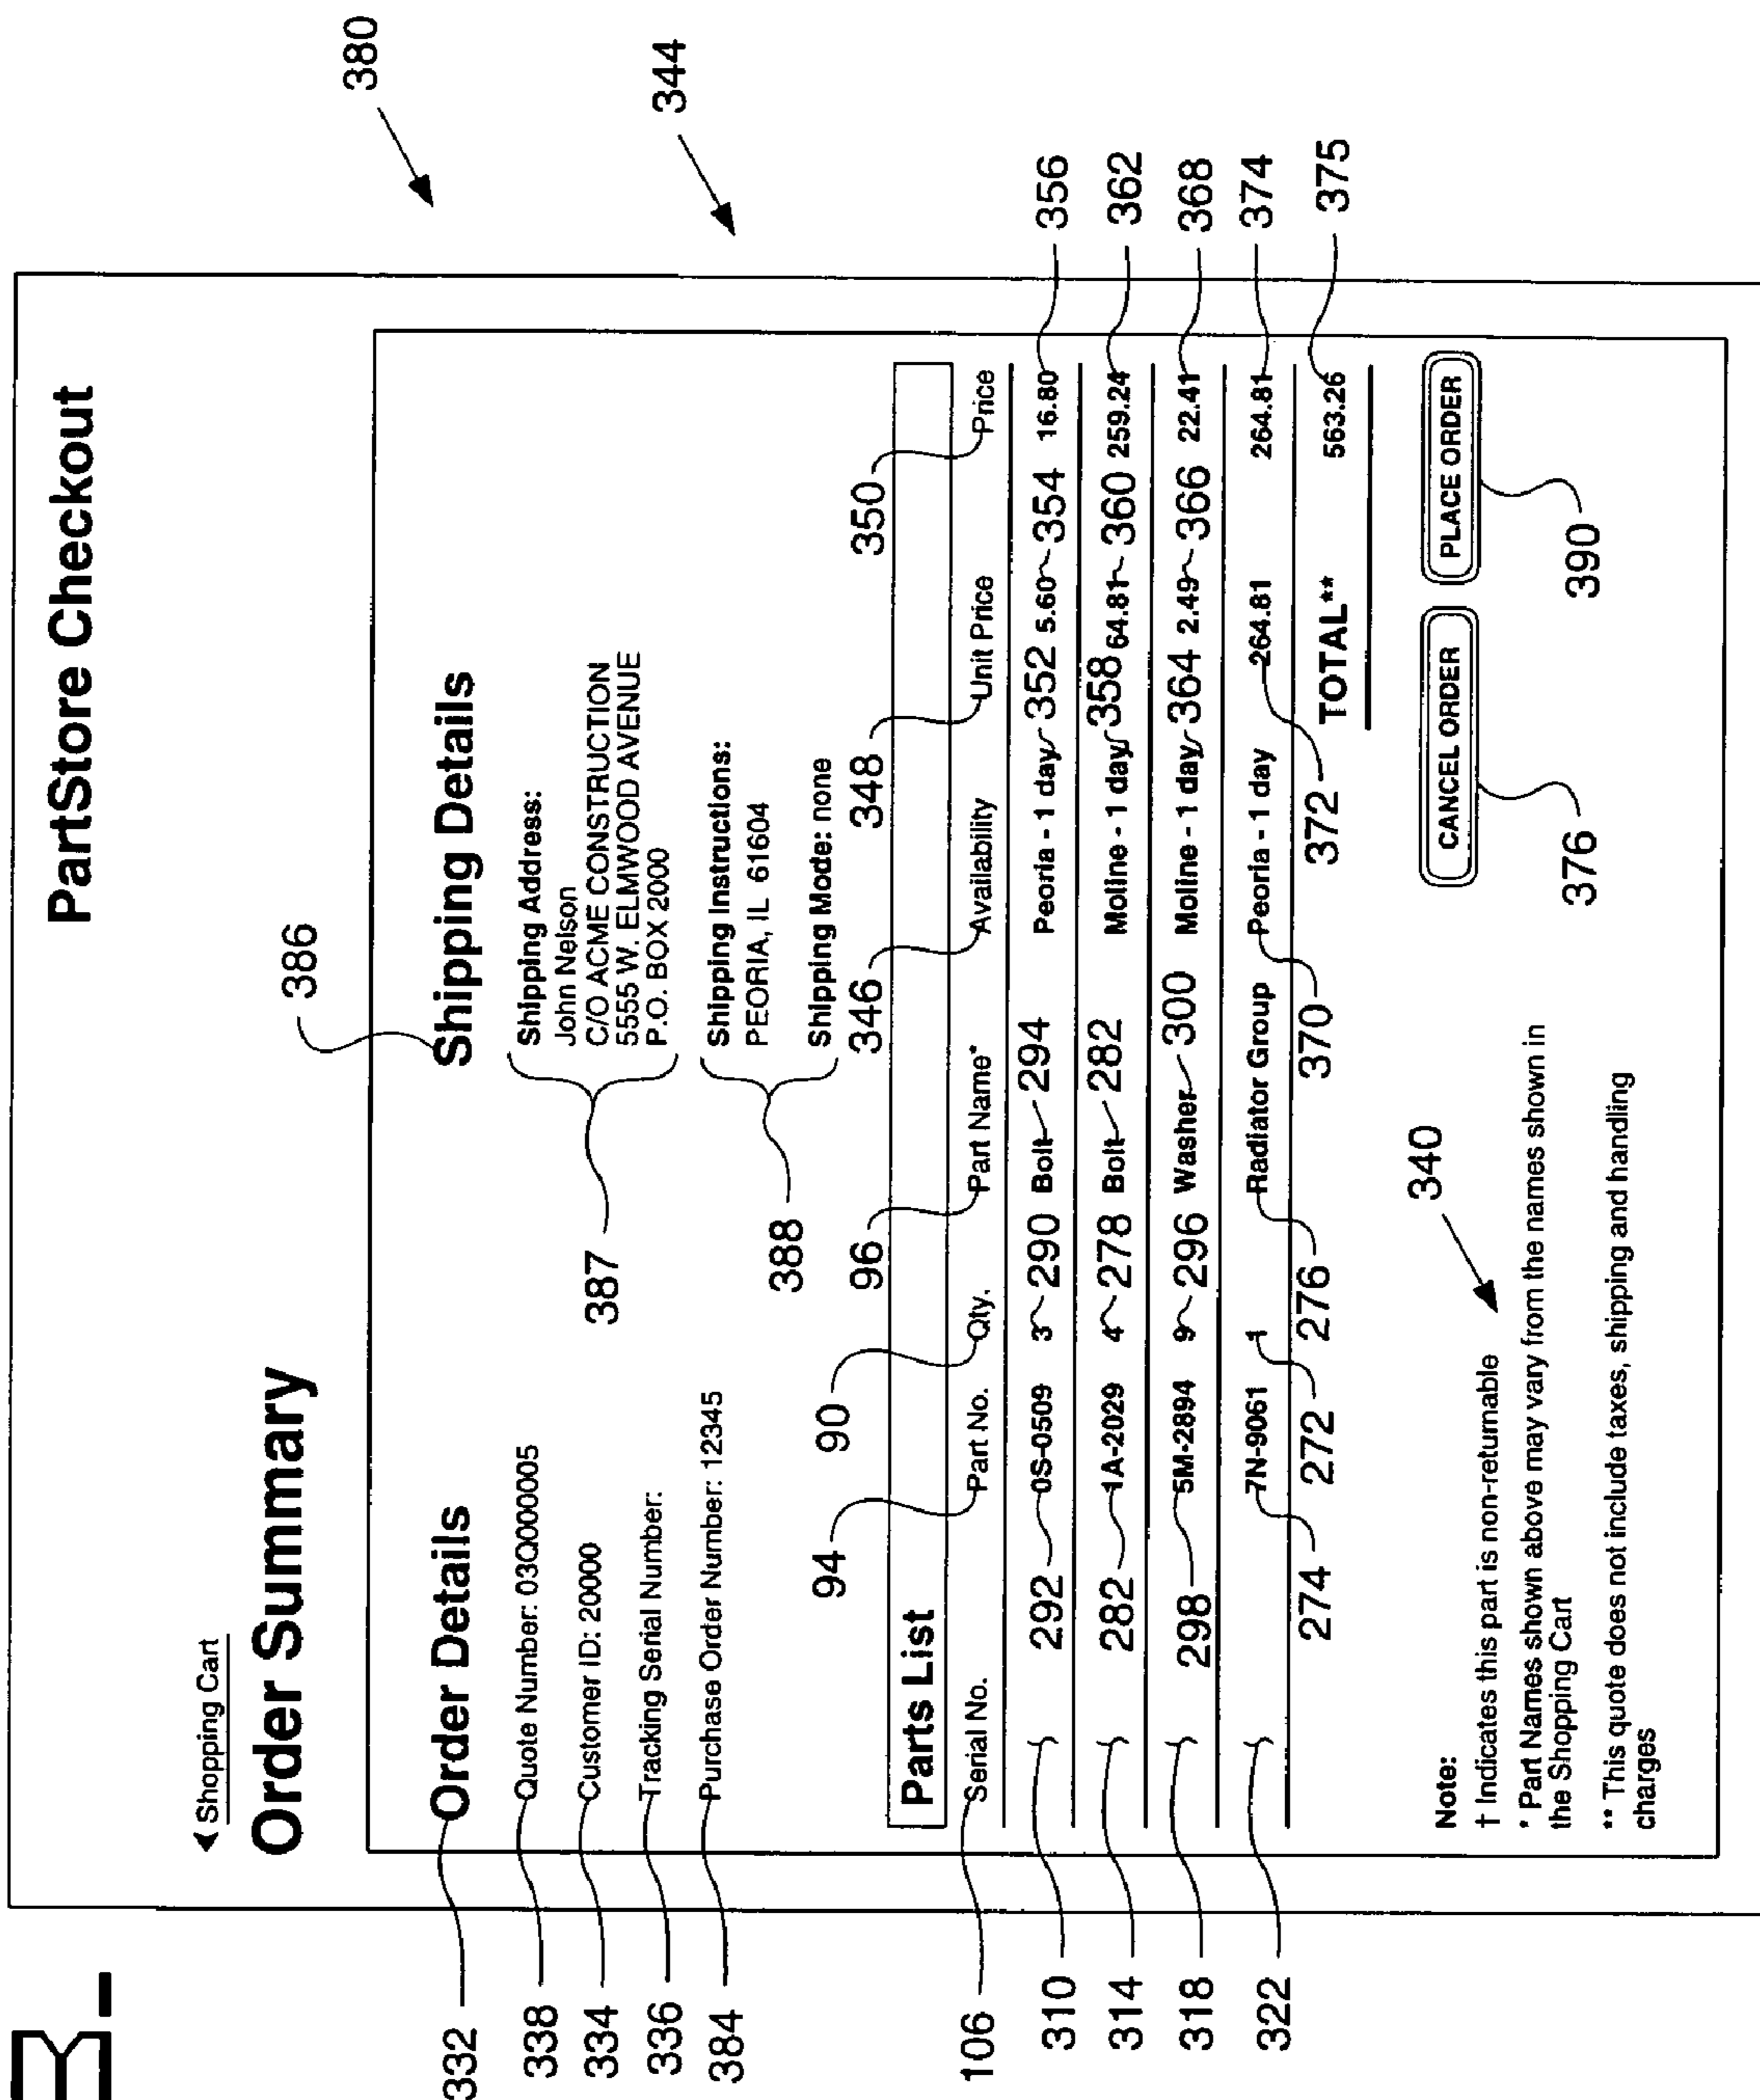 PartStore Checkout
◀ Shopping Cart
Order Summary
380
386
332 Order Details
Shipping Details
338 Quote Number: 03Q00005
334 Customer ID: 20000
336 Tracking Serial Number:
384 Purchase Order Number: 12345
387
Shipping Address:
John Nelson
C/O ACME CONSTRUCTION
5555 W. ELMWOOD AVENUE
P.O. BOX 2000
344
388
Shipping Instructions:
PEORIA, IL 61604
Shipping Mode: none
94 90 96 346 348 350
Parts List
106 Serial No. Part No. Qty. Part Name* Availability Unit Price Price
310 292 0S-0509 3 290 Bolt 294 Peoria - 1 day 352 5.60 354 16.80 356
314 282 1A-2029 4 278 Bolt 282 Moline - 1 day 358 64.81 360 259.24 362
318 298 5M-2894 9 296 Washer 300 Moline - 1 day 364 2.49 366 22.41 368
322 7N-9061 1 Radiator Group Peoria - 1 day 264.81 264.81 374
274 272 276 370 372
TOTAL** 563.26 375
340
Note:
† Indicates this part is non-returnable
* Part Names shown above may vary from the names shown in
the Shopping Cart
** This quote does not include taxes, shipping and handling
charges
CANCEL ORDER PLACE ORDER
376 390